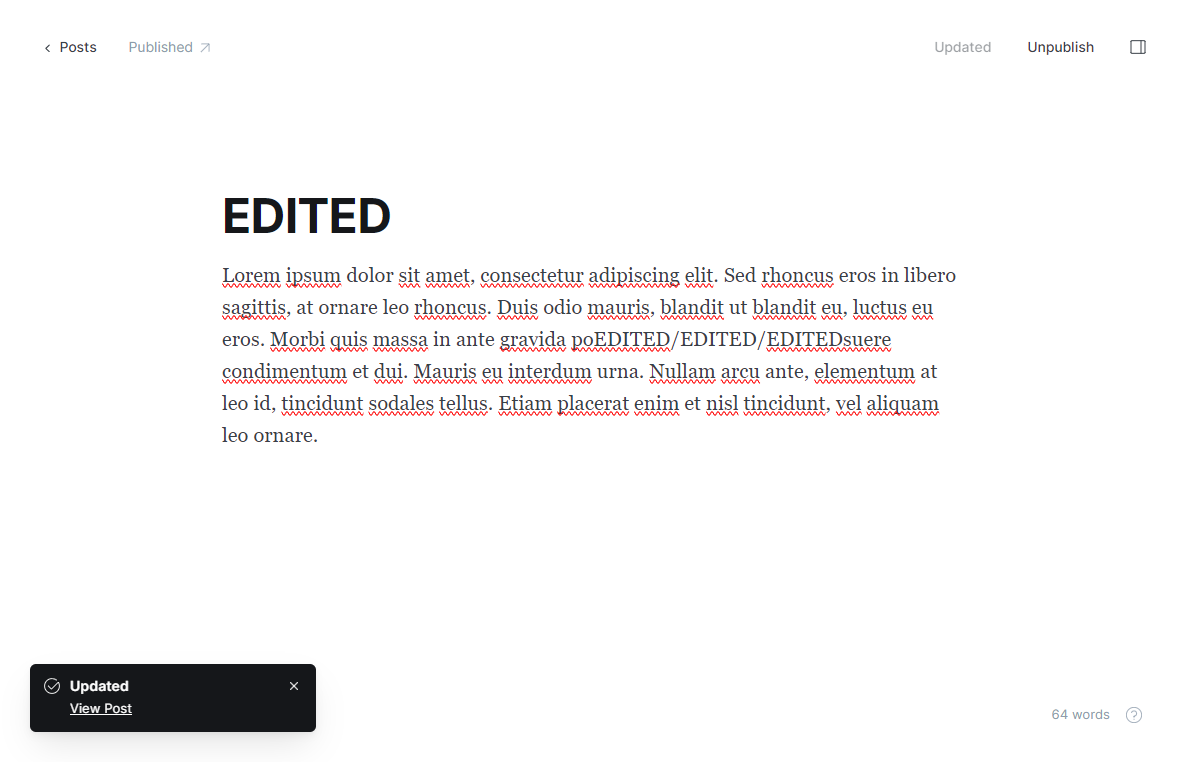 Posts
Published
Updated
Unpublish
EDITED
Lorem ipsum dolor sit amet, consectetur adipiscing elit. Sed rhoncus eros in libero
sagittis, at ornare leo rhoncus. Duis odio mauris, blandit ut blandit eu, luctus eu
eros. Morbi quis massa in ante gravida poEDITED/EDITED/EDITEDsuere
condimentum et dui. Mauris eu interdum urna. Nullam arcu ante, elementum at
leo id, tincidunt sodales tellus. Etiam placerat enim et nisl tincidunt, vel aliquam
leo ornare.
Updated
View Post
64 words